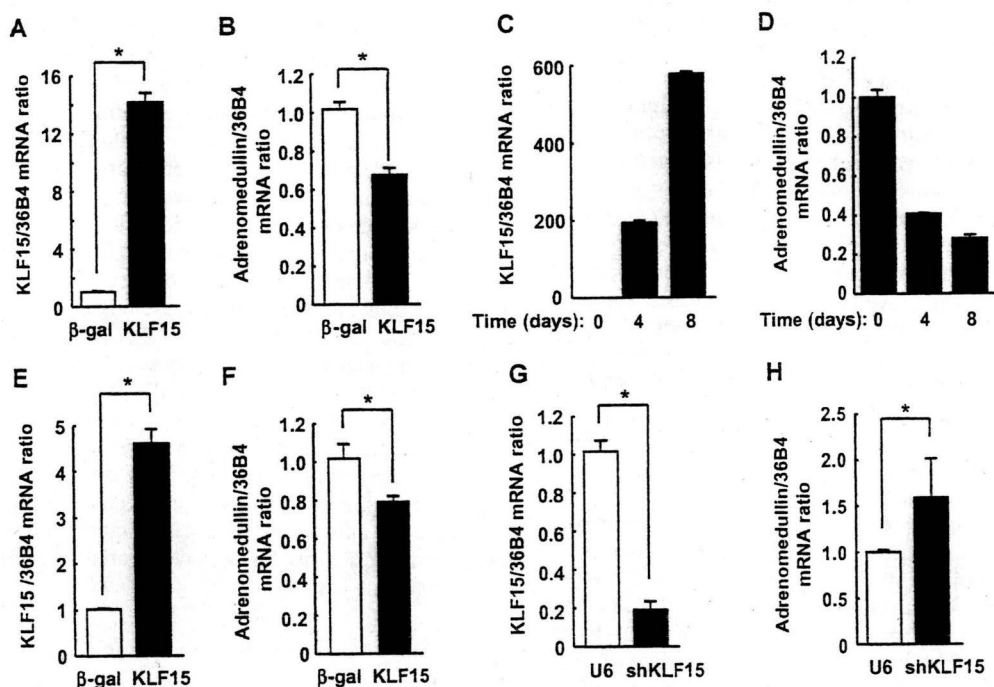 A
KLF15/36B4 mRNA ratio
16
12
8
4
2
1
0
*
β-gal KLF15
B
Adrenomedullin/36B4
mRNA ratio
1.2
1.0
0.8
0.6
0.4
0.2
0
*
β-gal KLF15
C
KLF15/36B4 mRNA ratio
600
400
200
0
Time (days): 0 4 8
D
Adrenomedullin/36B4
mRNA ratio
1.2
1.0
0.8
0.6
0.4
0.2
0
Time (days): 0 4 8
E
KLF15 /36B4 mRNA ratio
5
4
3
2
1
0
*
β-gal KLF15
F
Adrenomedullin/36B4
mRNA ratio
1.2
1.0
0.8
0.6
0.4
0.2
0
*
β-gal KLF15
G
KLF15/36B4 mRNA ratio
1.2
1.0
0.8
0.6
0.4
0.2
0
*
U6 shKLF15
H
Adrenomedullin/36B4
mRNA ratio
2.5
2.0
1.5
1.0
0.5
0
*
U6 shKLF15